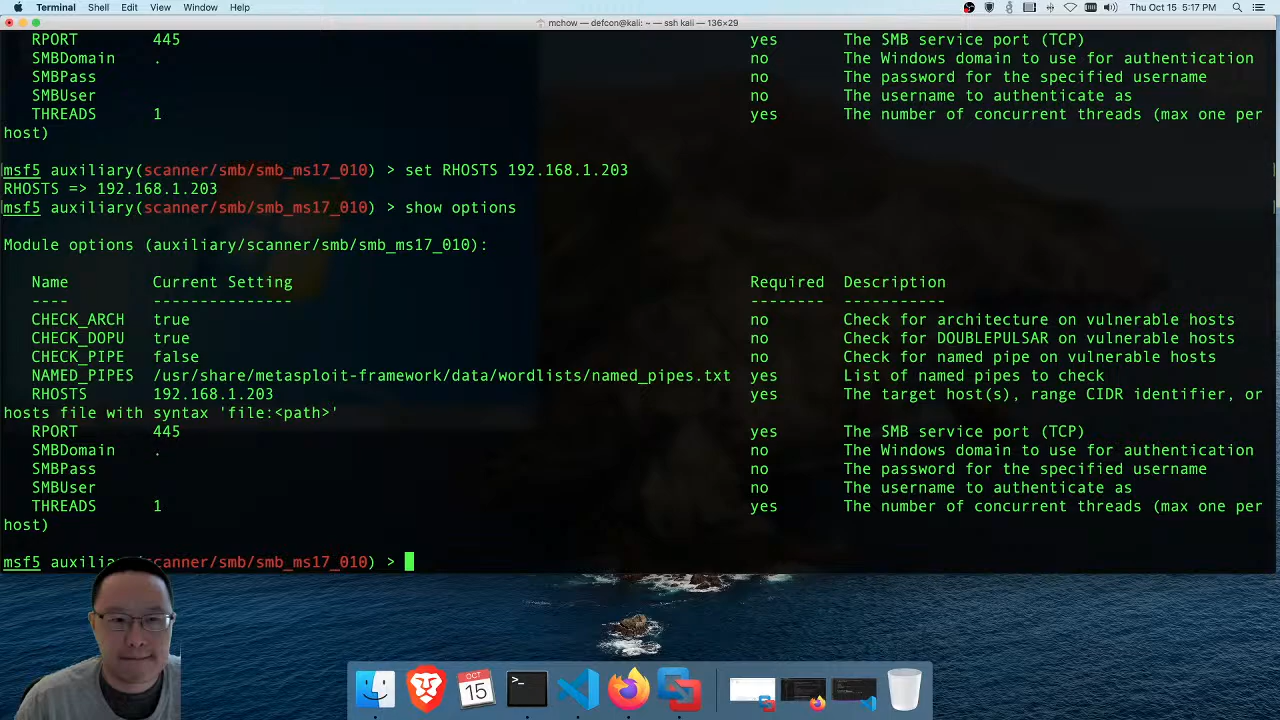 Terminal Shell Edit View Window Help Thu Oct 15 5:17 PM
mchow — defcon@kali: ~ — ssh kali — 136×29
RPORT 445 yes The SMB service port (TCP)
SMBDomain . no The Windows domain to use for authentication
SMBPass no The password for the specified username
SMBUser no The username to authenticate as
THREADS 1 yes The number of concurrent threads (max one per
host)
msf5 auxiliary(scanner/smb/smb_ms17_010) > set RHOSTS 192.168.1.203
RHOSTS => 192.168.1.203
msf5 auxiliary(scanner/smb/smb_ms17_010) > show options
Module options (auxiliary/scanner/smb/smb_ms17_010):
Name Current Setting Required Description
---- --------------- -------- -----------
CHECK_ARCH true no Check for architecture on vulnerable hosts
CHECK_DOPU true no Check for DOUBLEPULSAR on vulnerable hosts
CHECK_PIPE false no Check for named pipe on vulnerable hosts
NAMED_PIPES /usr/share/metasploit-framework/data/wordlists/named_pipes.txt yes List of named pipes to check
RHOSTS 192.168.1.203 yes The target host(s), range CIDR identifier, or
hosts file with syntax 'file:<path>'
RPORT 445 yes The SMB service port (TCP)
SMBDomain . no The Windows domain to use for authentication
SMBPass no The password for the specified username
SMBUser no The username to authenticate as
THREADS 1 yes The number of concurrent threads (max one per
host)
msf5 auxilia scanner/smb/smb_ms17_010) >
OCT
15